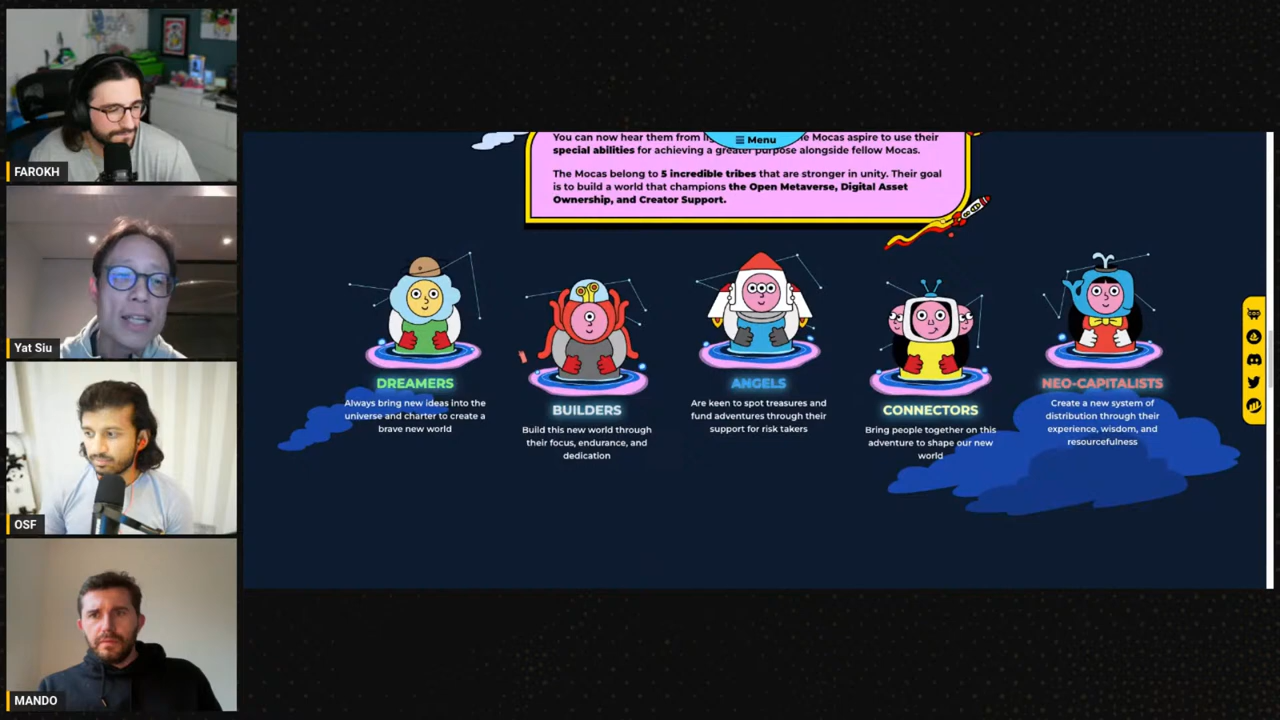 FAROKH
Yat Siu
OSF
MANDO
You can now hear them from Mocas aspire to use their
Menu
special abilities for achieving a greater purpose alongside fellow Mocas.
The Mocas belong to 5 incredible tribes that are stronger in unity. Their goal
is to build a world that champions the Open Metaverse, Digital Asset
Ownership, and Creator Support.
DREAMERS
Always bring new ideas into the
universe and charter to create a
brave new world
BUILDERS
Build this new world through
their focus, endurance, and
dedication
ANGELS
Are keen to spot treasures and
fund adventures through their
support for risk takers
CONNECTORS
Bring people together on this
adventure to shape our new
world
NEO-CAPITALISTS
Create a new system of
distribution through their
experience, wisdom, and
resourcefulness